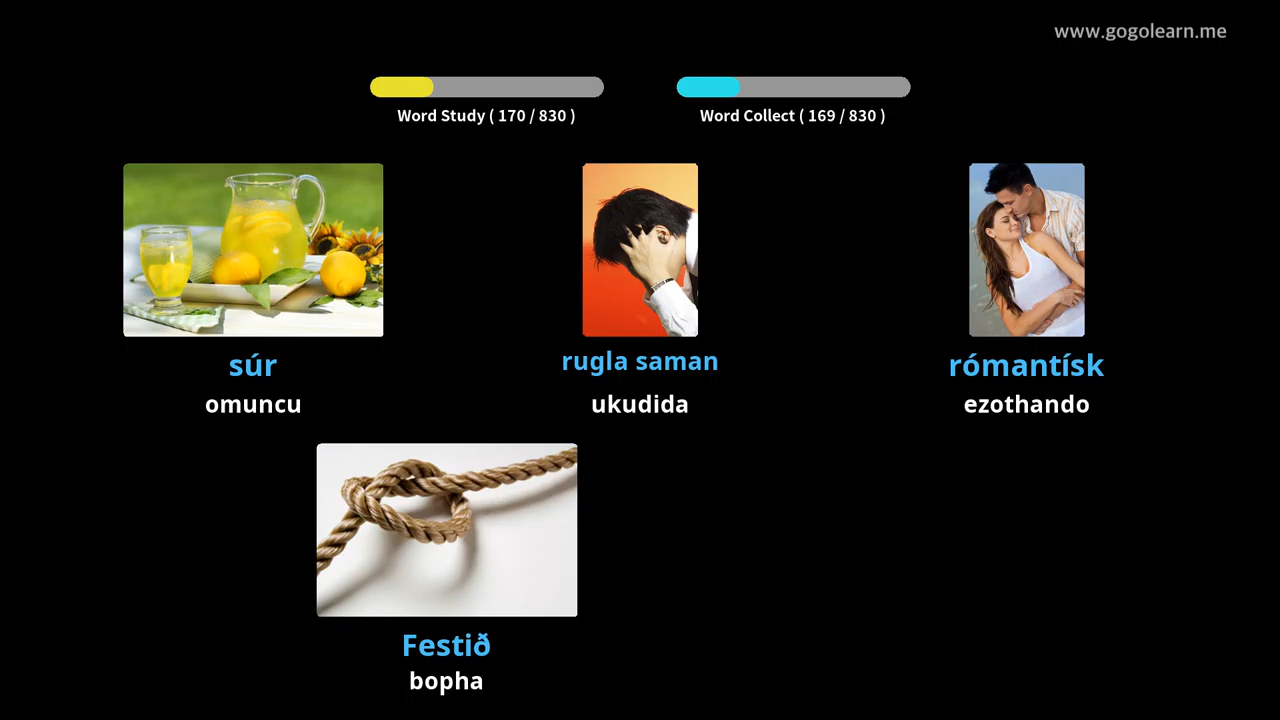 www.gogolearn.me
Word Study ( 170 / 830 )
Word Collect ( 169 / 830 )
súr
omuncu
rugla saman
ukudida
rómantísk
ezothando
Festið
bopha